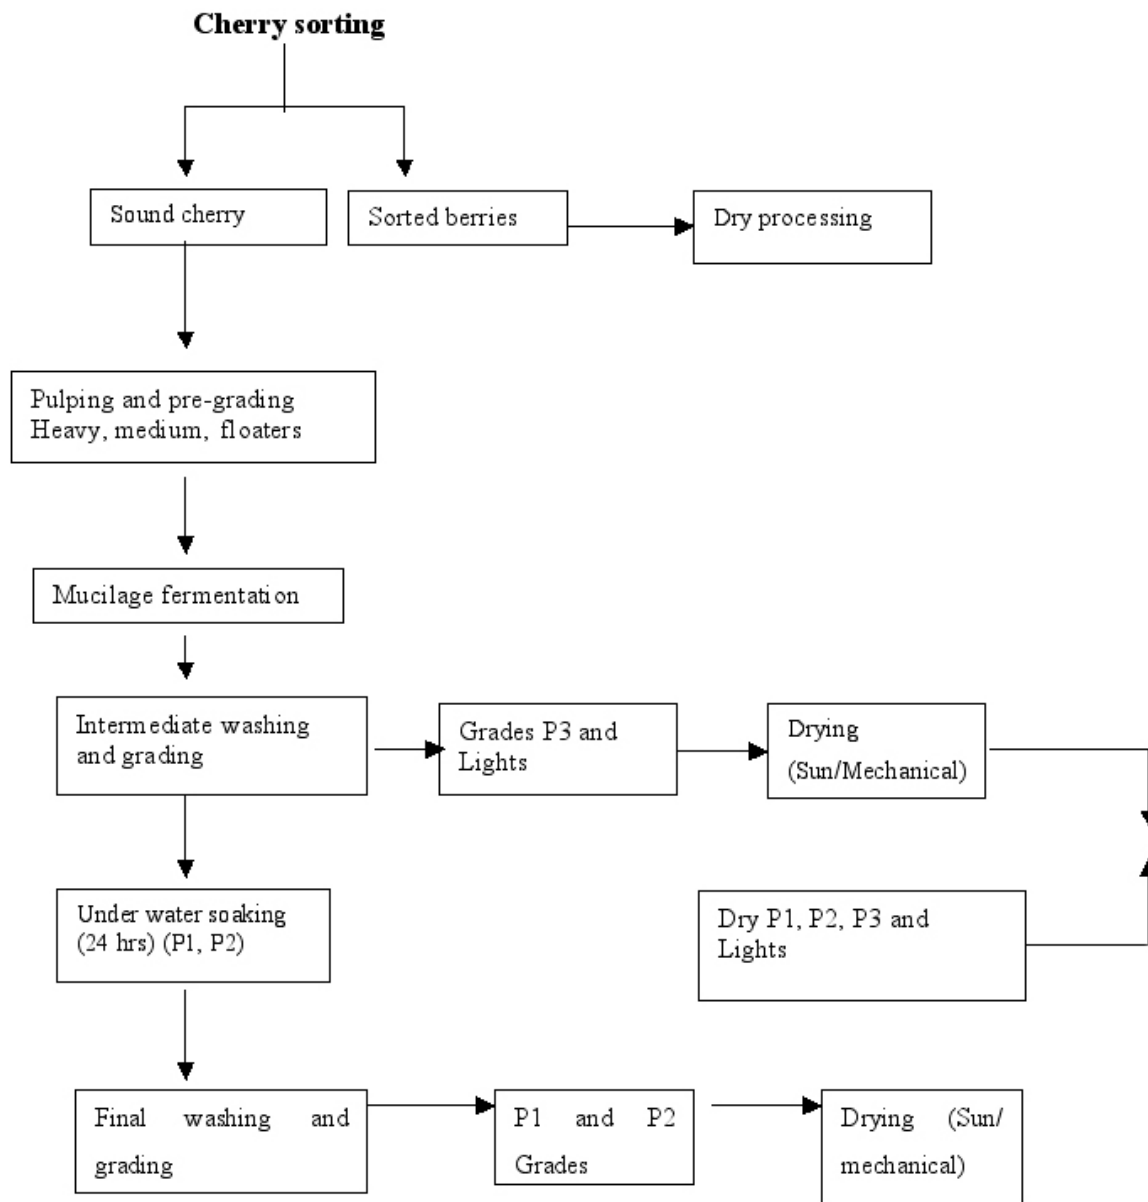 Cherry sorting
Sound cherry
Sorted berries
Dry processing
Pulping and pre-grading
Heavy, medium, floaters
Mucilage fermentation
Intermediate washing
and grading
Grades P3 and
Lights
Drying
(Sun/Mechanical)
Under water soaking
(24 hrs) (P1, P2)
Dry P1, P2, P3 and
Lights
Final washing and
grading
P1 and P2
Grades
Drying (Sun/
mechanical)